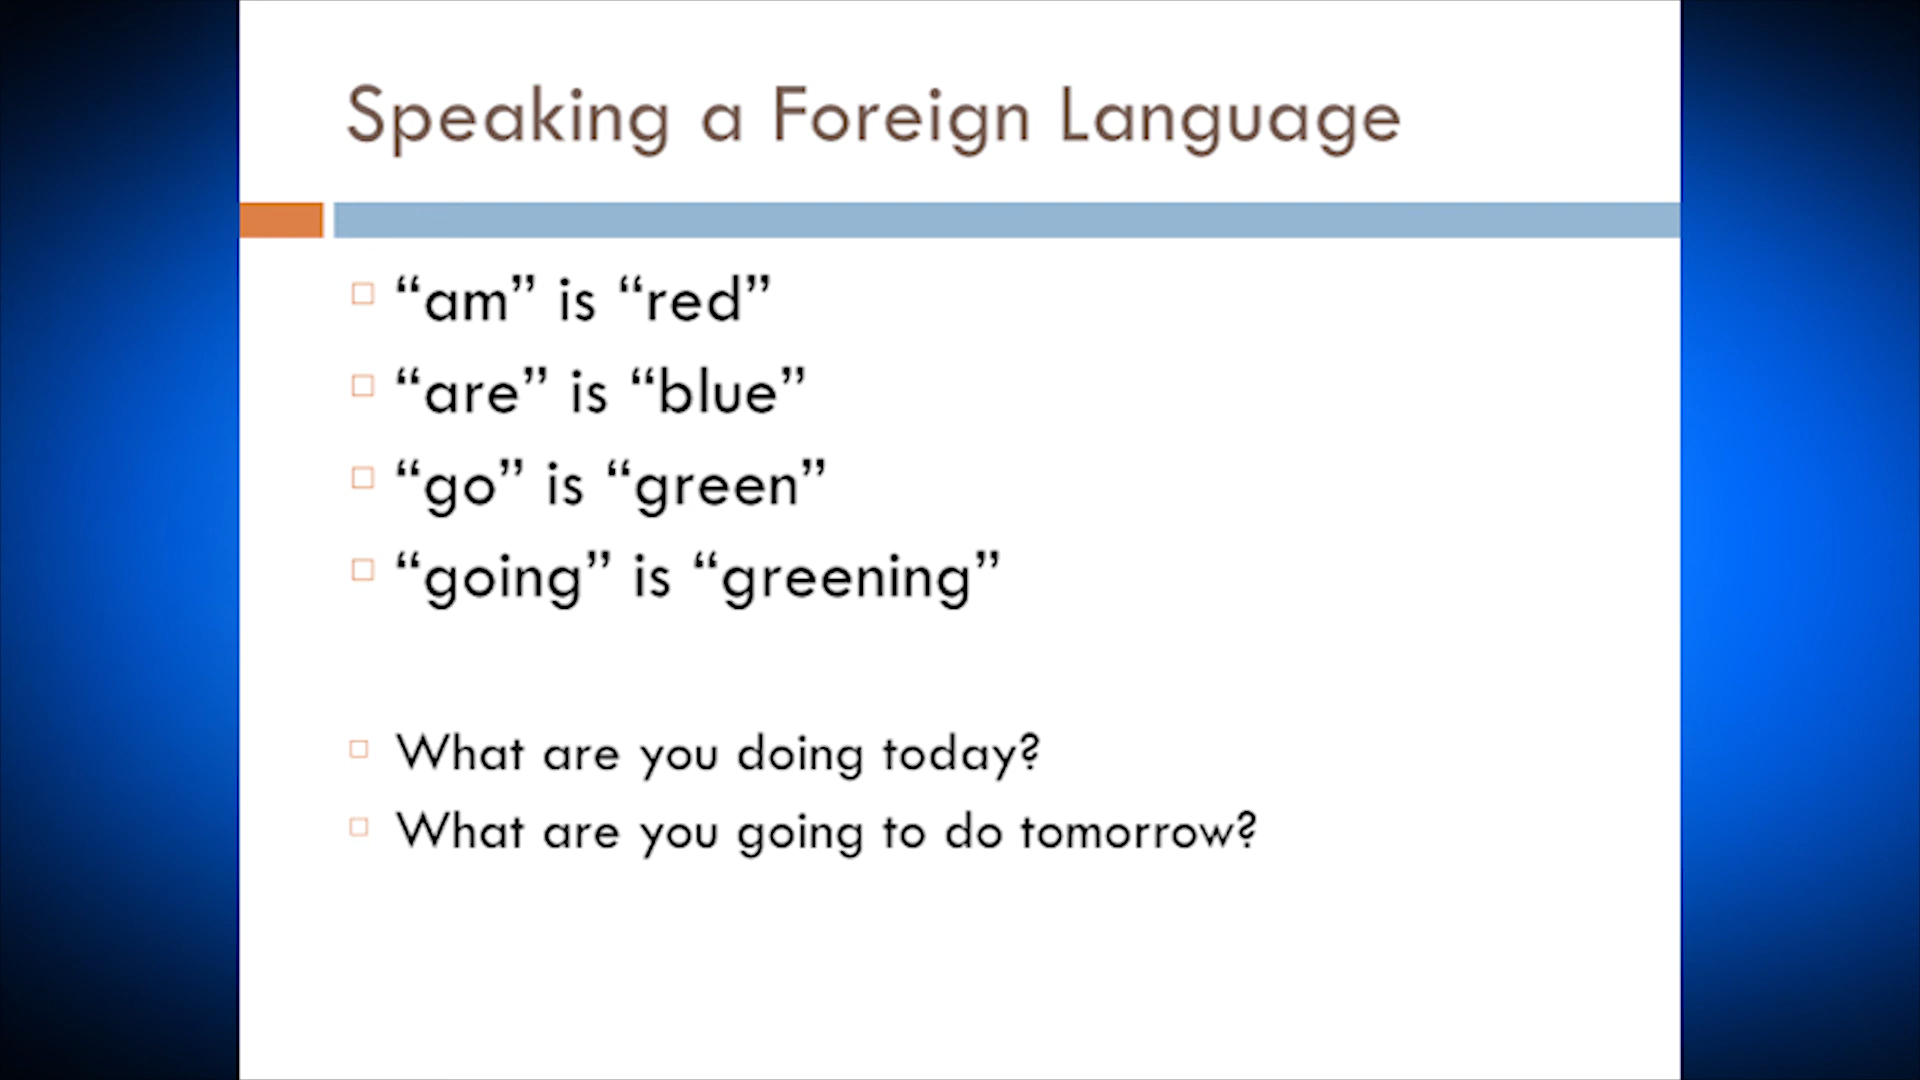 Speaking a Foreign Language
“am” is “red”
“are” is “blue”
“go” is “green”
“going” is “greening”
What are you doing today?
What are you going to do tomorrow?